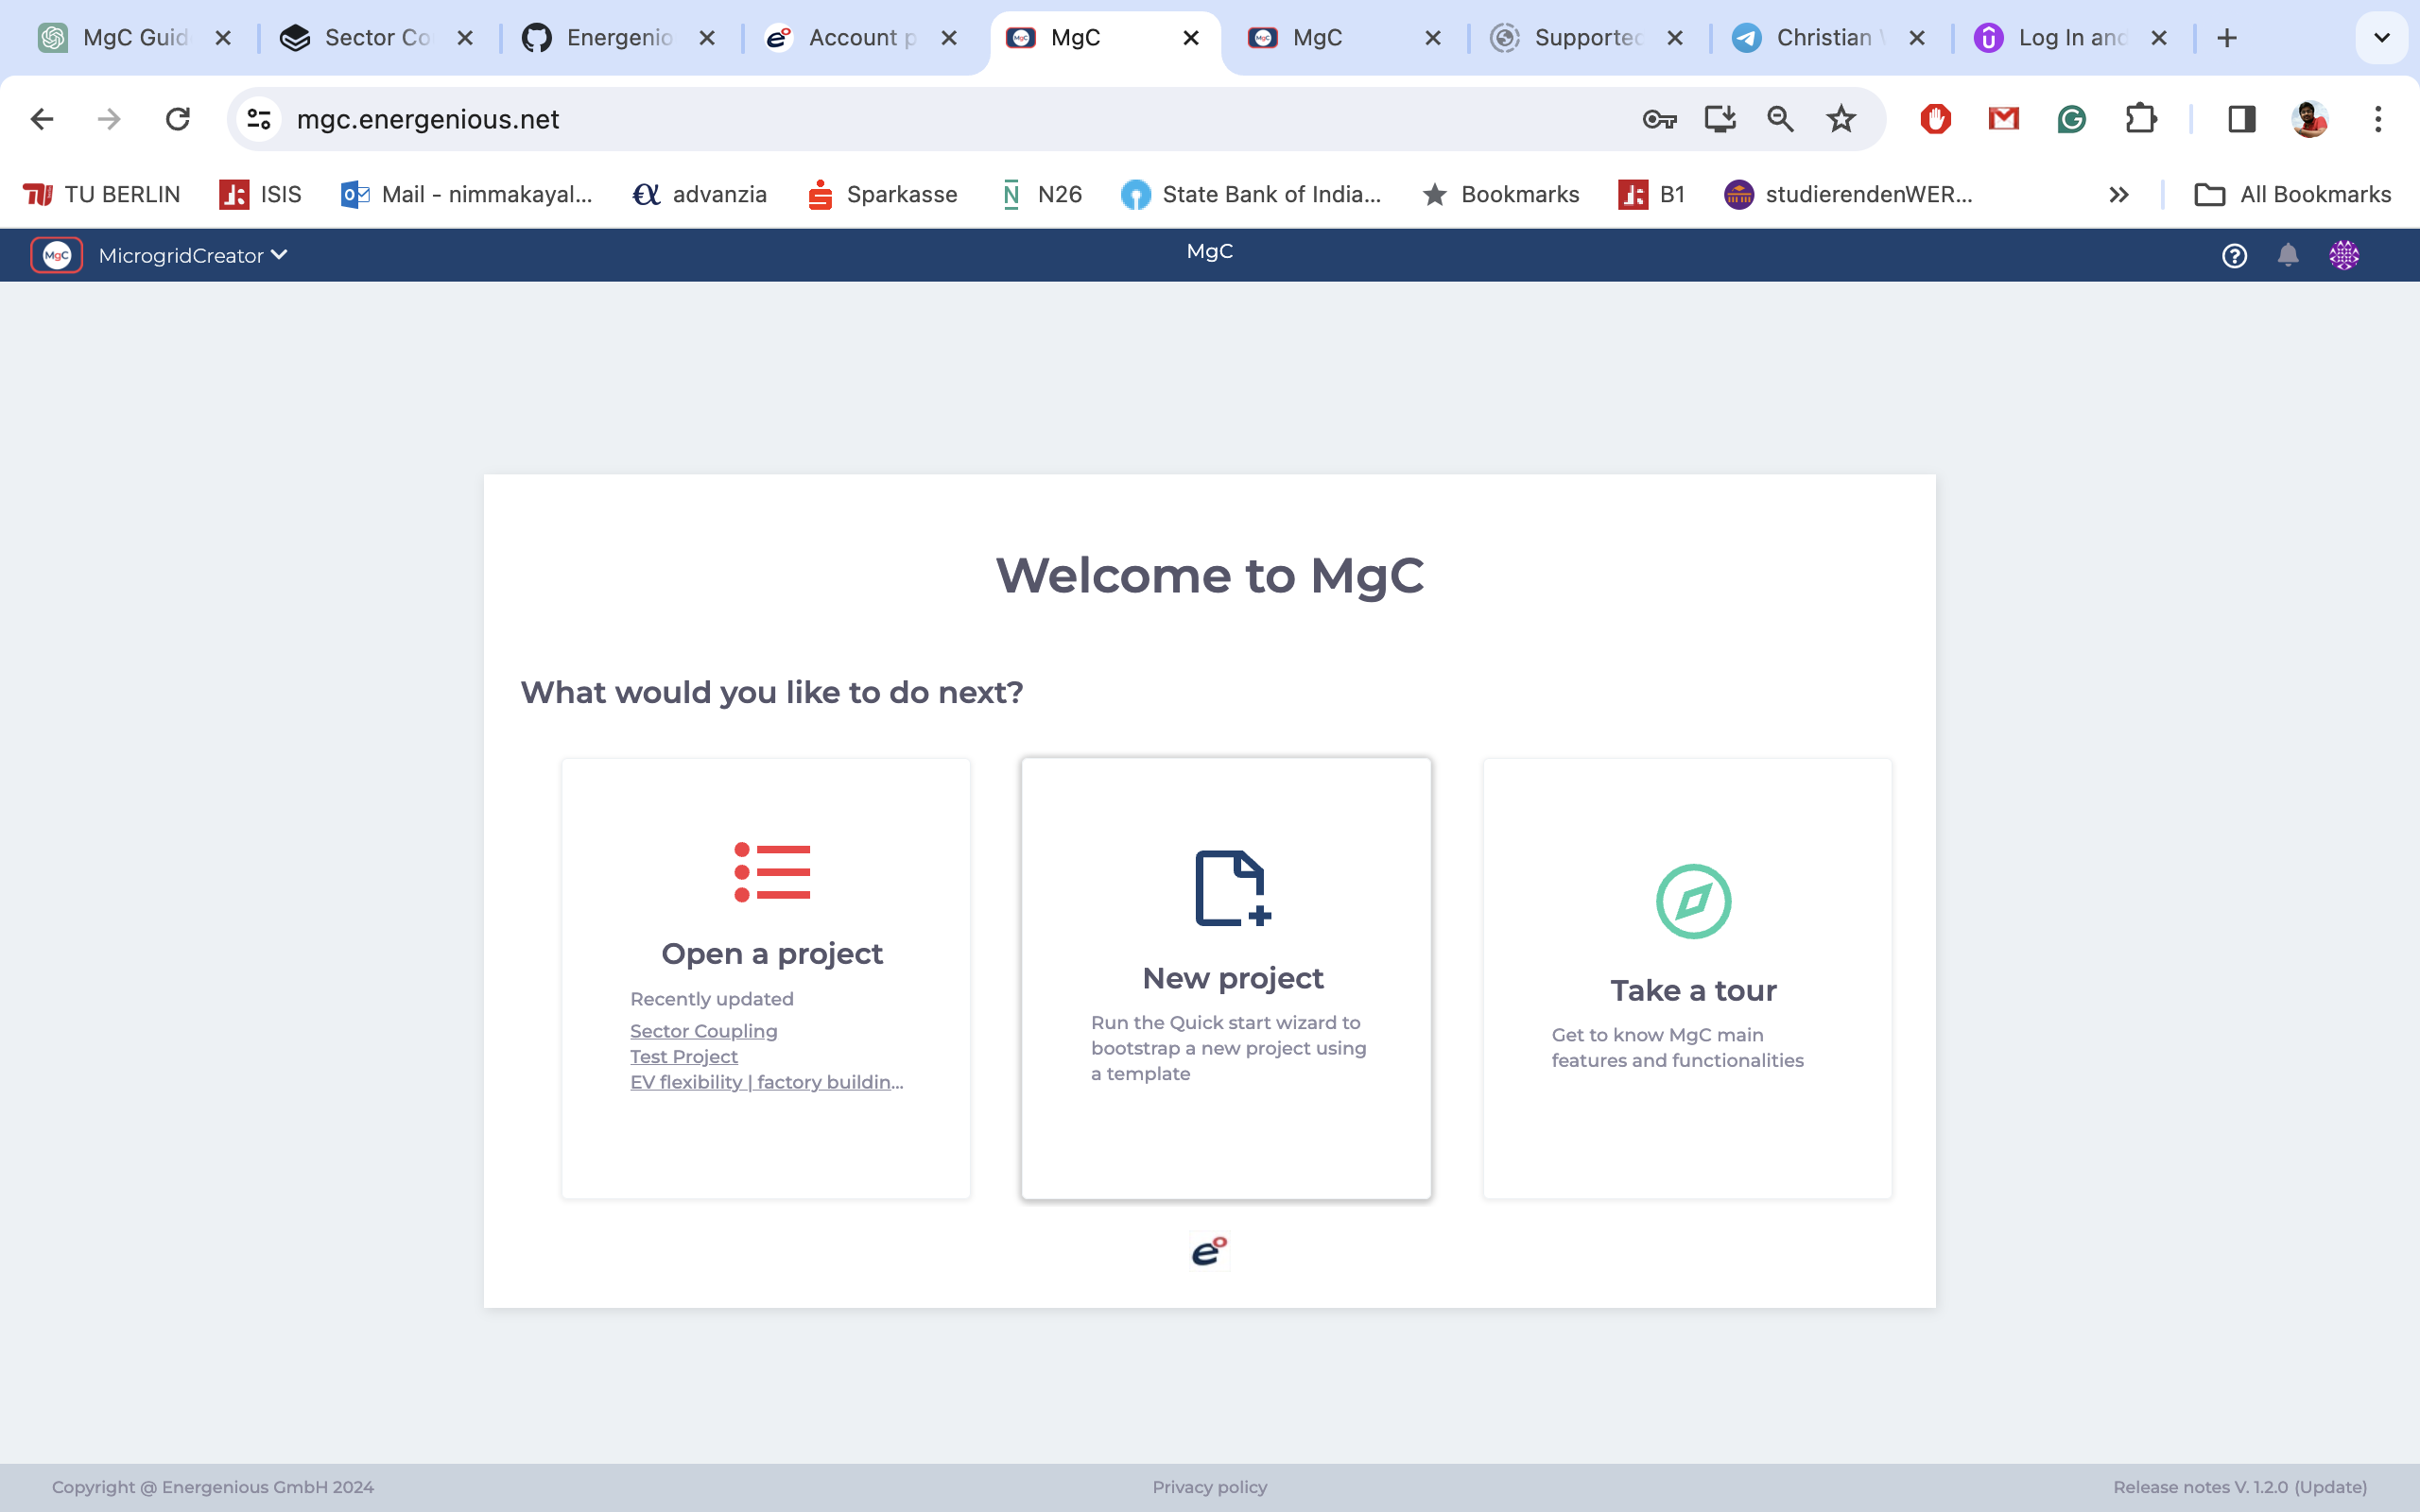 MgC Guid
Sector Co
Energenio
Account p
MgC
MgC
Supported
Christian
Log In and
mgc.energenious.net
TU BERLIN
ISIS
Mail - nimmakayal...
advanzia
Sparkasse
N26
State Bank of India...
Bookmarks
B1
studierendenWER...
All Bookmarks
MgC
MicrogridCreator
MgC
Welcome to MgC
What would you like to do next?
Open a project
Recently updated
Sector Coupling
Test Project
EV flexibility | factory buildin...
New project
Run the Quick start wizard to
bootstrap a new project using
a template
Take a tour
Get to know MgC main
features and functionalities
Copyright @ Energenious GmbH 2024
Privacy policy
Release notes V. 1.2.0 (Update)